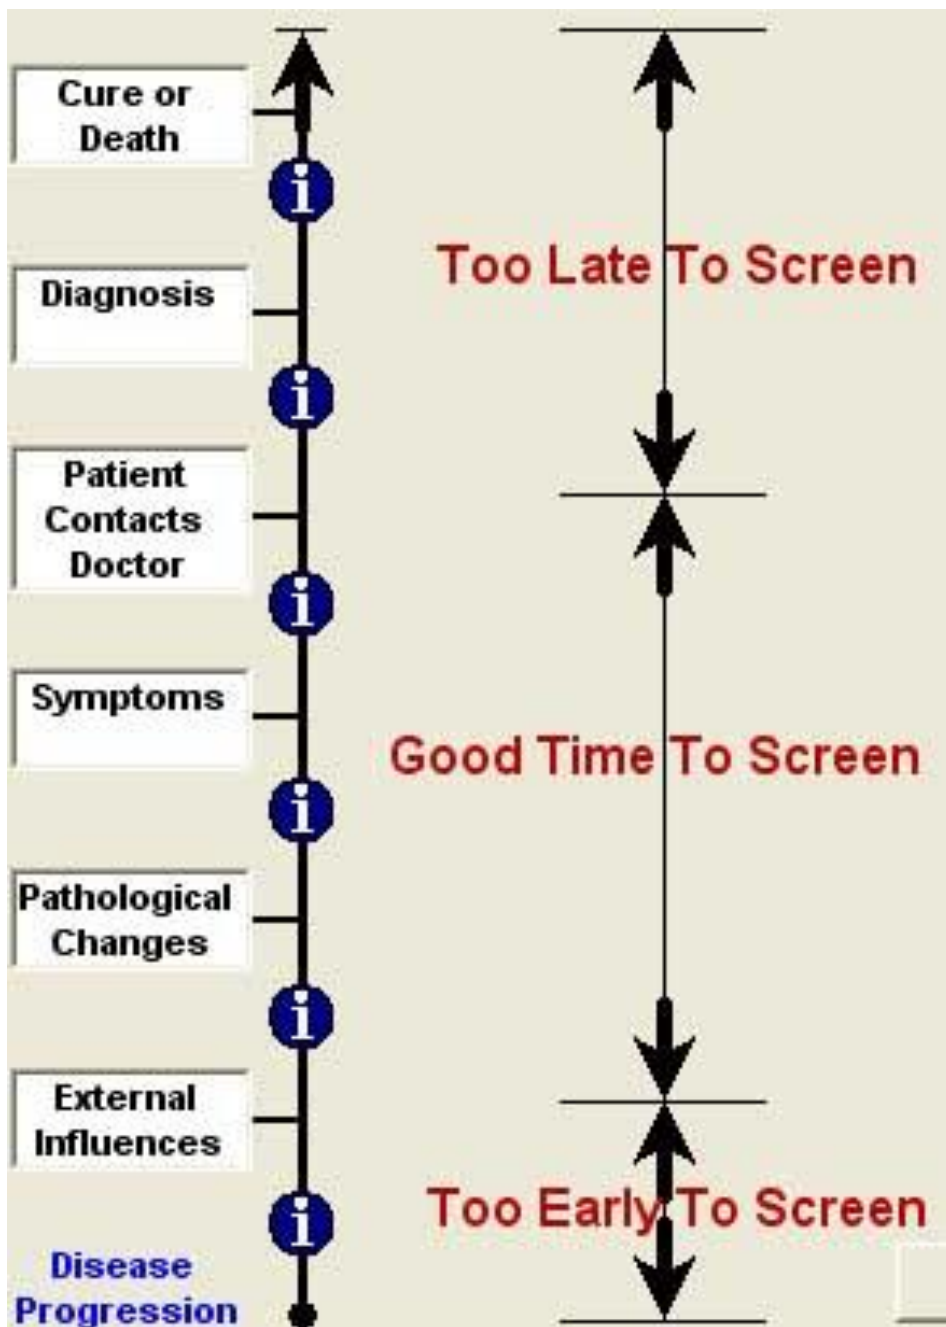 Cure or
Death
Too Late To Screen
Diagnosis
Patient
Contacts
Doctor
Symptoms
Good Time To Screen
Pathological
Changes
External
Influences
Too Early To Screen
Disease
Progression
i
i
i
i
i
i